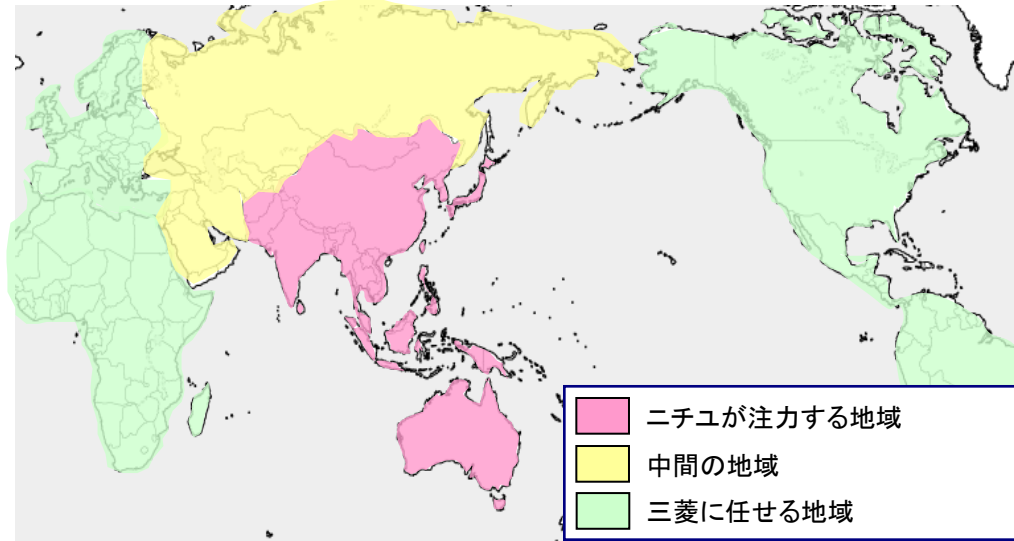 ニチユが注力する地域
中間の地域
三菱に任せる地域